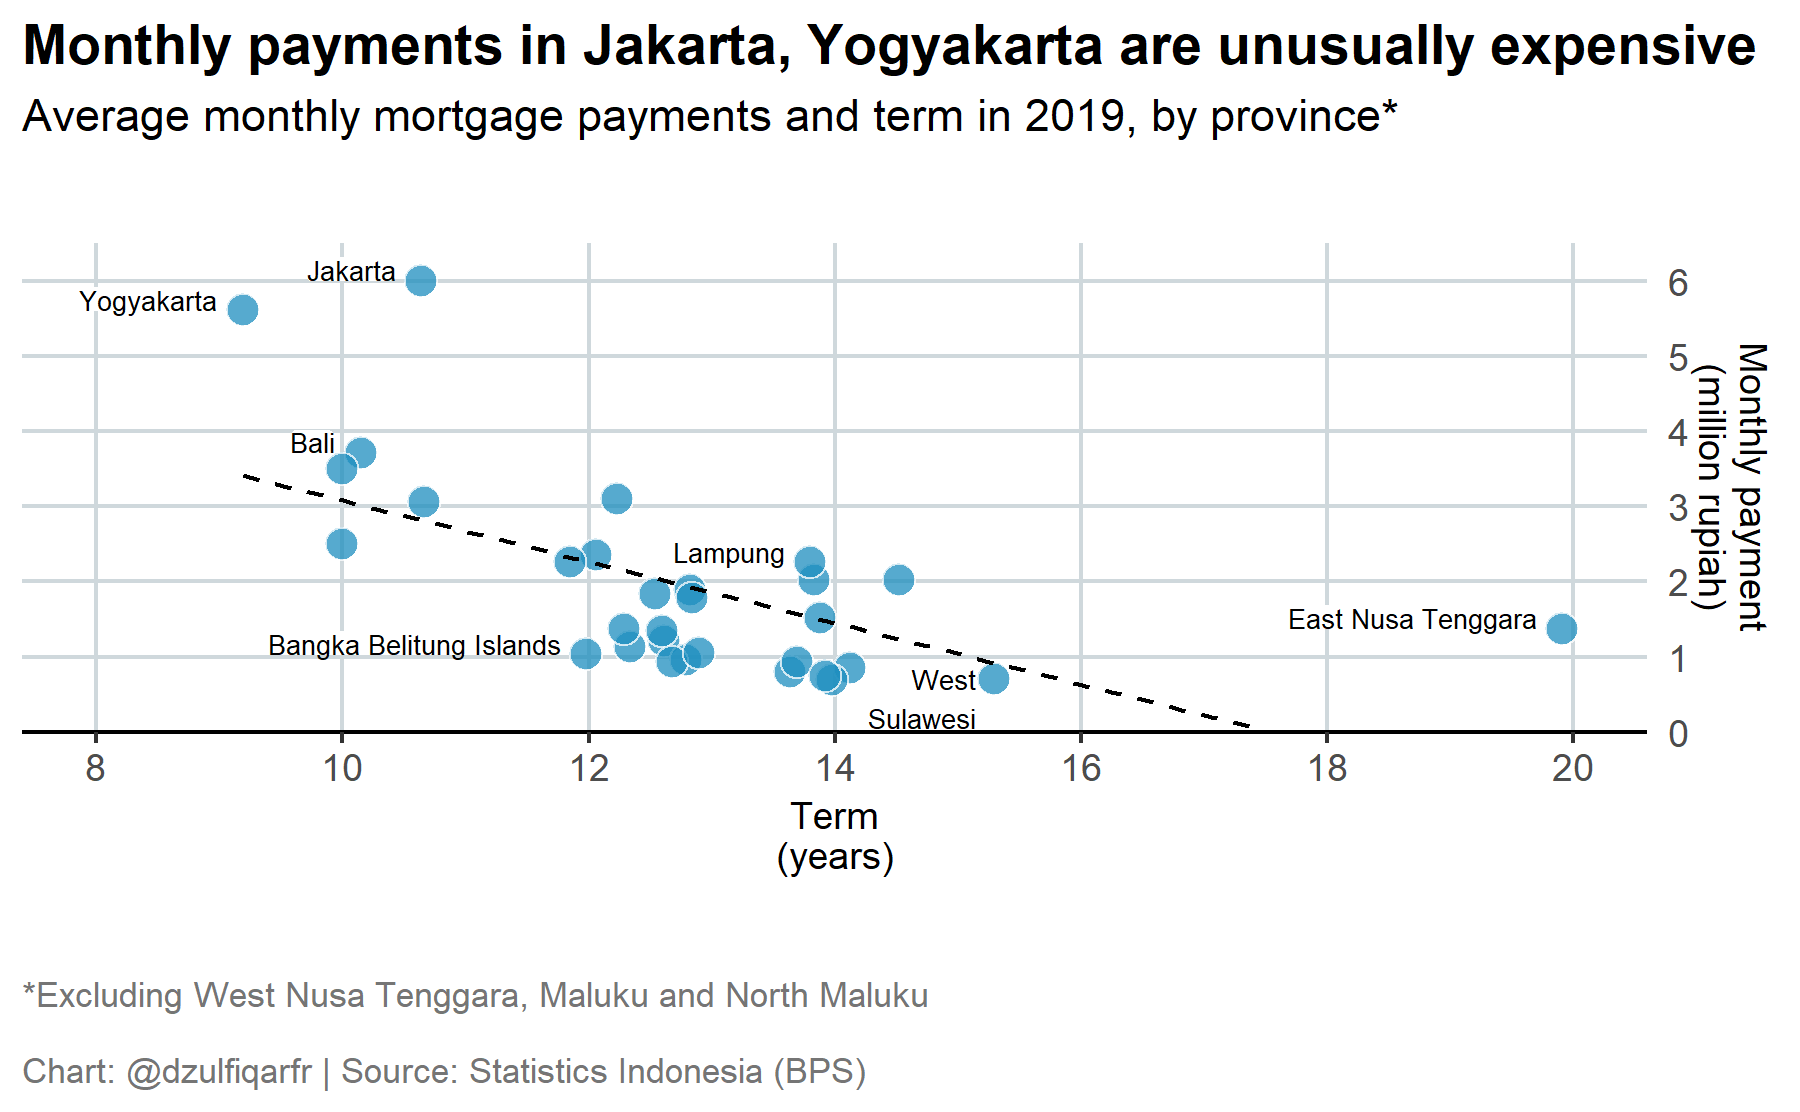 Monthly payments in Jakarta, Yogyakarta are unusually expensive
Average monthly mortgage payments and term in 2019, by province*
Jakarta
Yogyakarta
Bali
Lampung
East Nusa Tenggara
Bangka Belitung Islands
West
Sulawesi
6
5
4
3
2
1
0
Monthly payment
(million rupiah)
8 10 12 14 16 18 20
Term
(years)
*Excluding West Nusa Tenggara, Maluku and North Maluku
Chart: @dzulfiqarfr | Source: Statistics Indonesia (BPS)